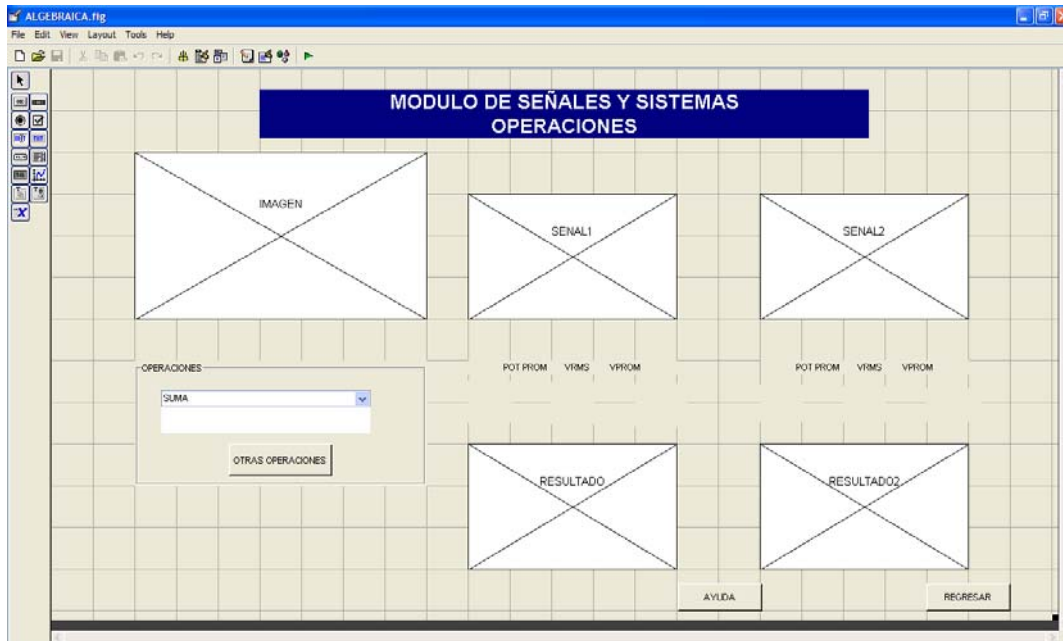 ALGEBRAICA.fig
File Edit View Layout Tools Help
MODULO DE SEÑALES Y SISTEMAS
OPERACIONES
IMAGEN
SENAL1
SENAL2
OPERACIONES
POT PROM VRMS VPROM
POT PROM VRMS VPROM
SUMA
OTRAS OPERACIONES
RESULTADO
RESULTADO2
AYUDA
REGRESAR